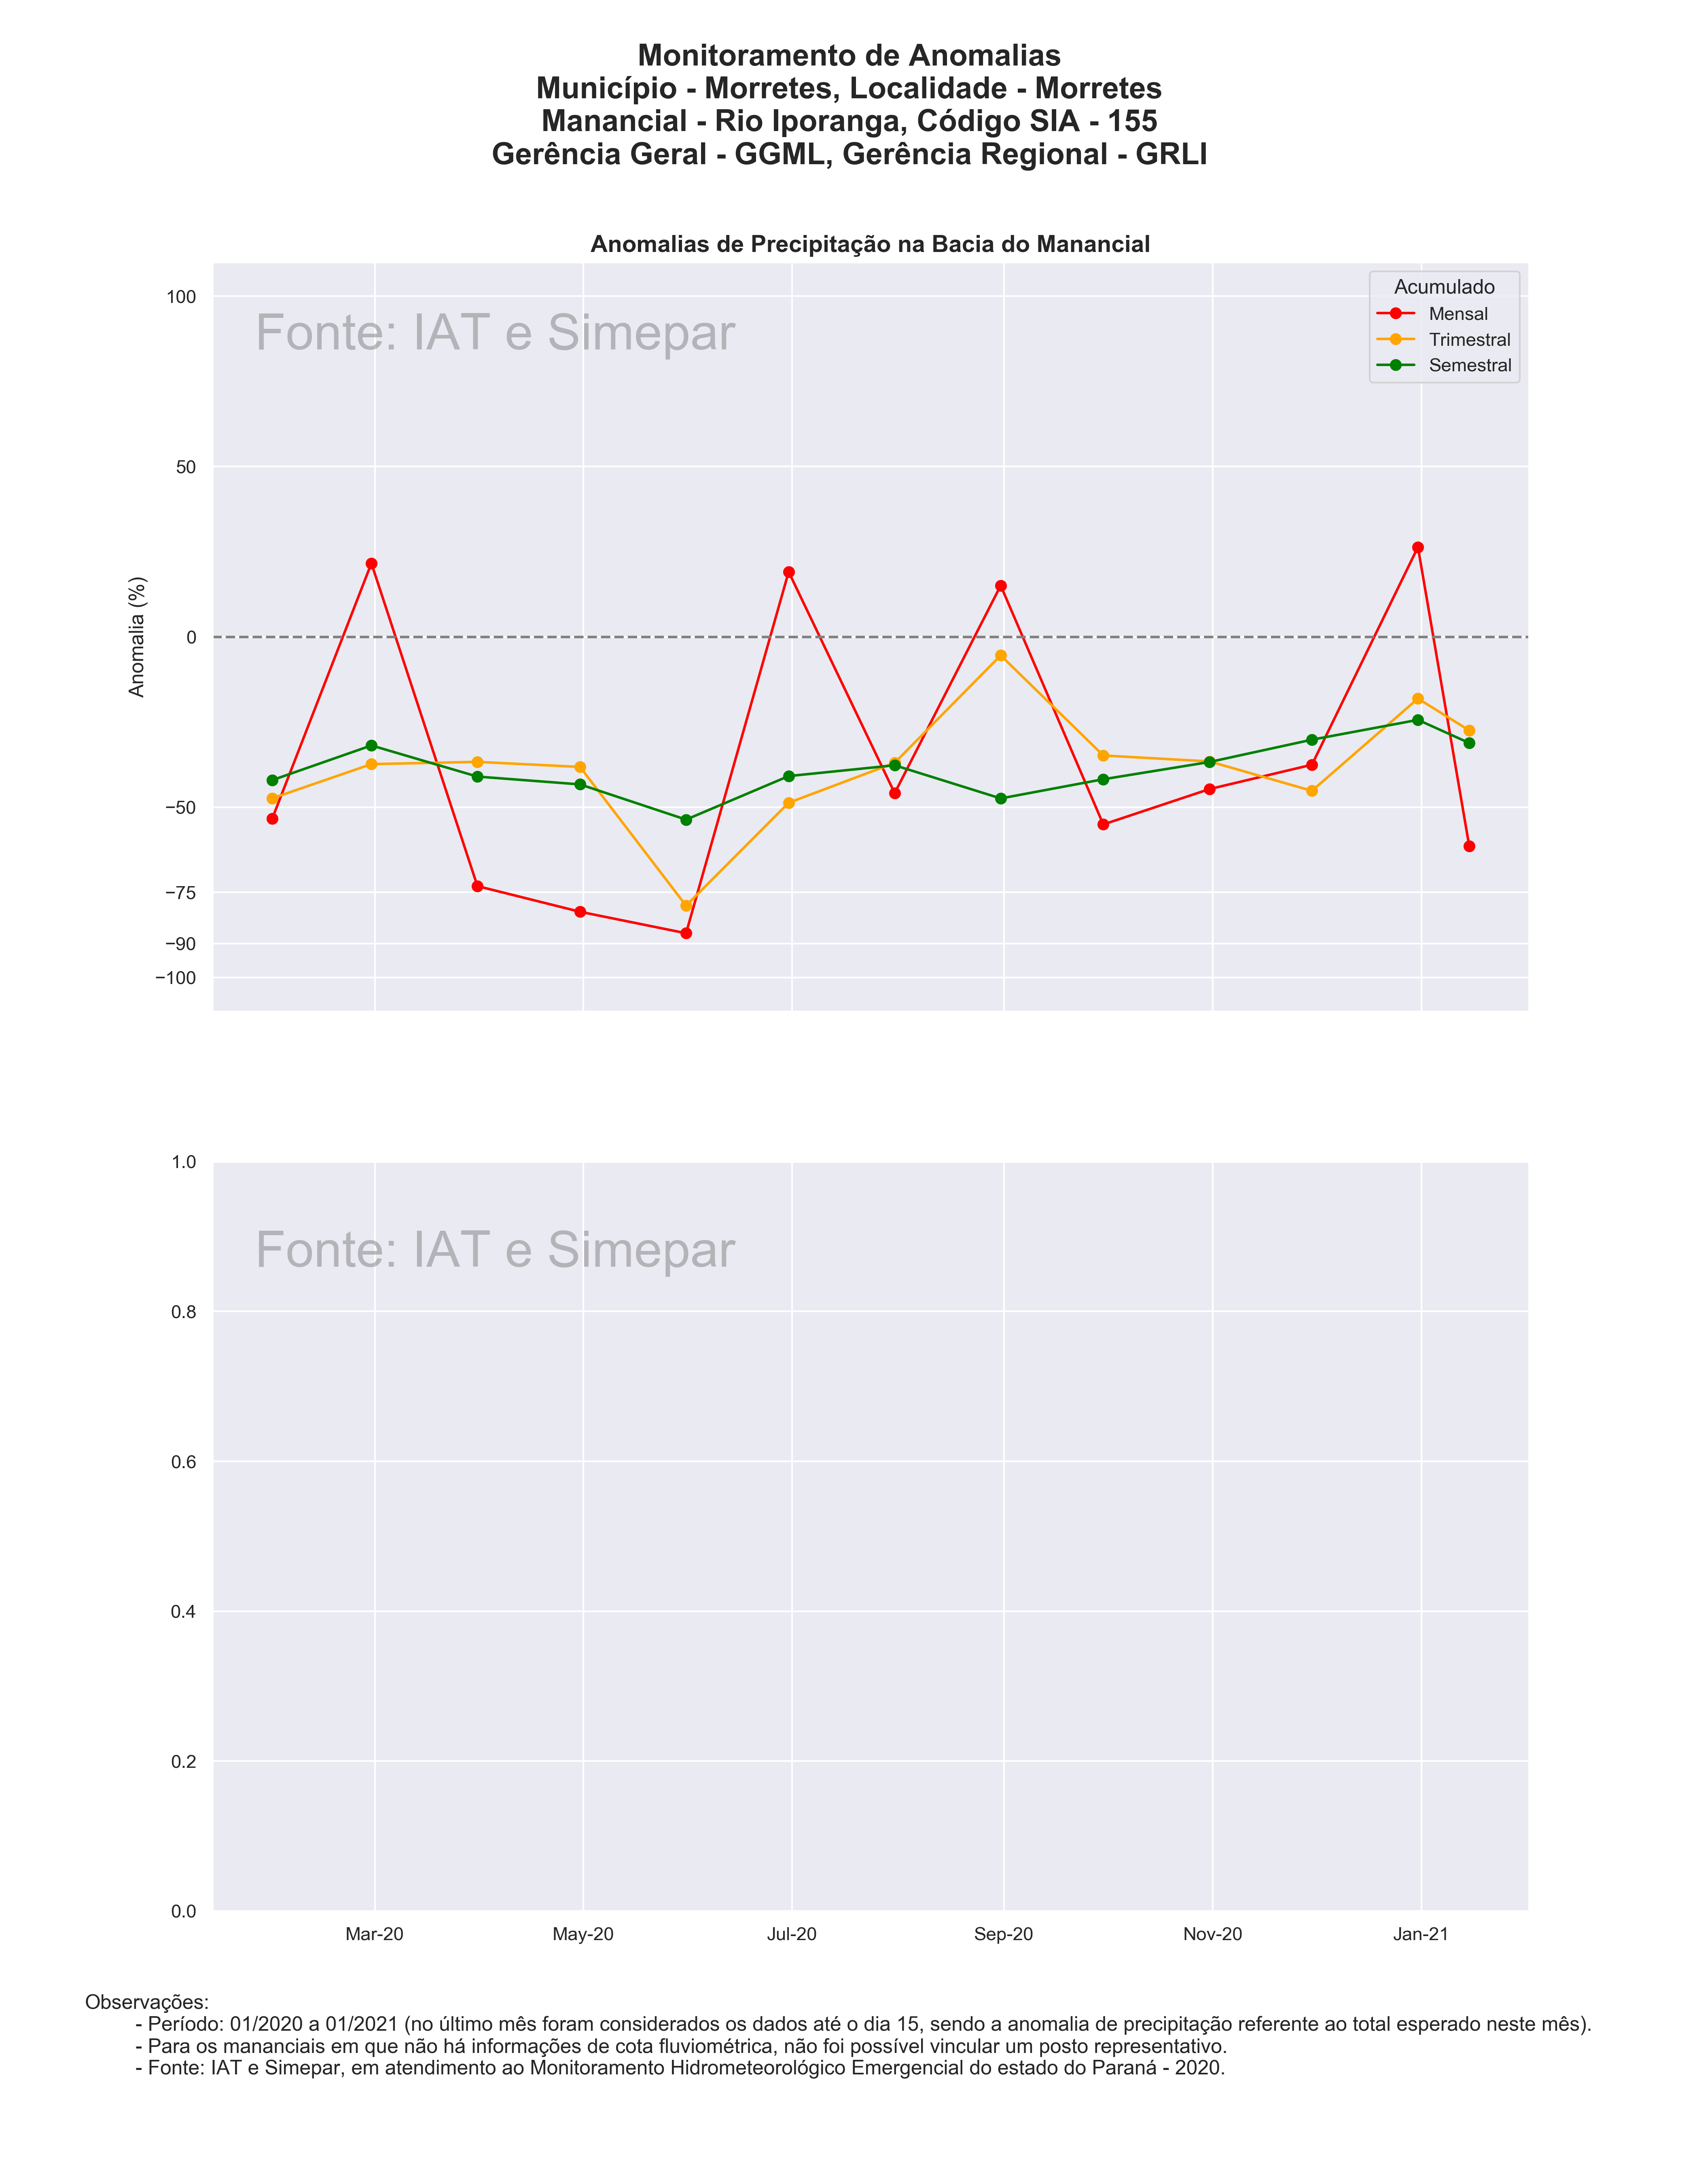 Monitoramento de Anomalias
Município - Morretes, Localidade - Morretes
Manancial - Rio Iporanga, Código SIA - 155
Gerência Geral - GGML, Gerência Regional - GRLI
Anomalias de Precipitação na Bacia do Manancial
Fonte: IAT e Simepar
Acumulado
Mensal
Trimestral
Semestral
Anomalia (%)
100
50
0
−50
−75
−90
−100
Fonte: IAT e Simepar
1.0
0.8
0.6
0.4
0.2
0.0
Mar-20 May-20 Jul-20 Sep-20 Nov-20 Jan-21
Observações:
- Período: 01/2020 a 01/2021 (no último mês foram considerados os dados até o dia 15, sendo a anomalia de precipitação referente ao total esperado neste mês).
- Para os mananciais em que não há informações de cota fluviométrica, não foi possível vincular um posto representativo.
- Fonte: IAT e Simepar, em atendimento ao Monitoramento Hidrometeorológico Emergencial do estado do Paraná - 2020.